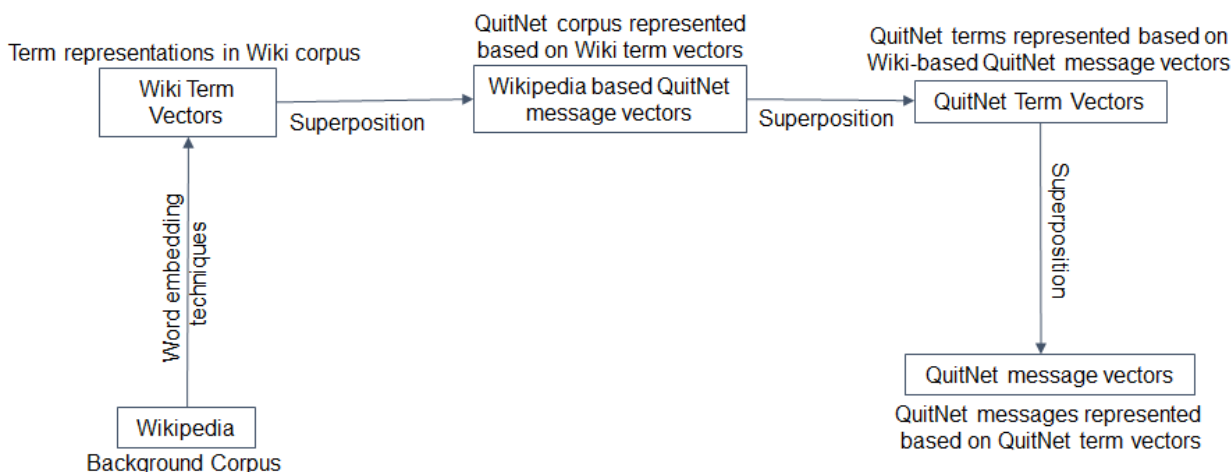 Term representations in Wiki corpus
Wiki Term
Vectors
Superposition
QuitNet corpus represented
based on Wiki term vectors
Wikipedia based QuitNet
message vectors
Superposition
QuitNet terms represented based on
Wiki-based QuitNet message vectors
QuitNet Term Vectors
Superposition
QuitNet message vectors
QuitNet messages represented
based on QuitNet term vectors
Word embedding
techniques
Wikipedia
Background Corpus